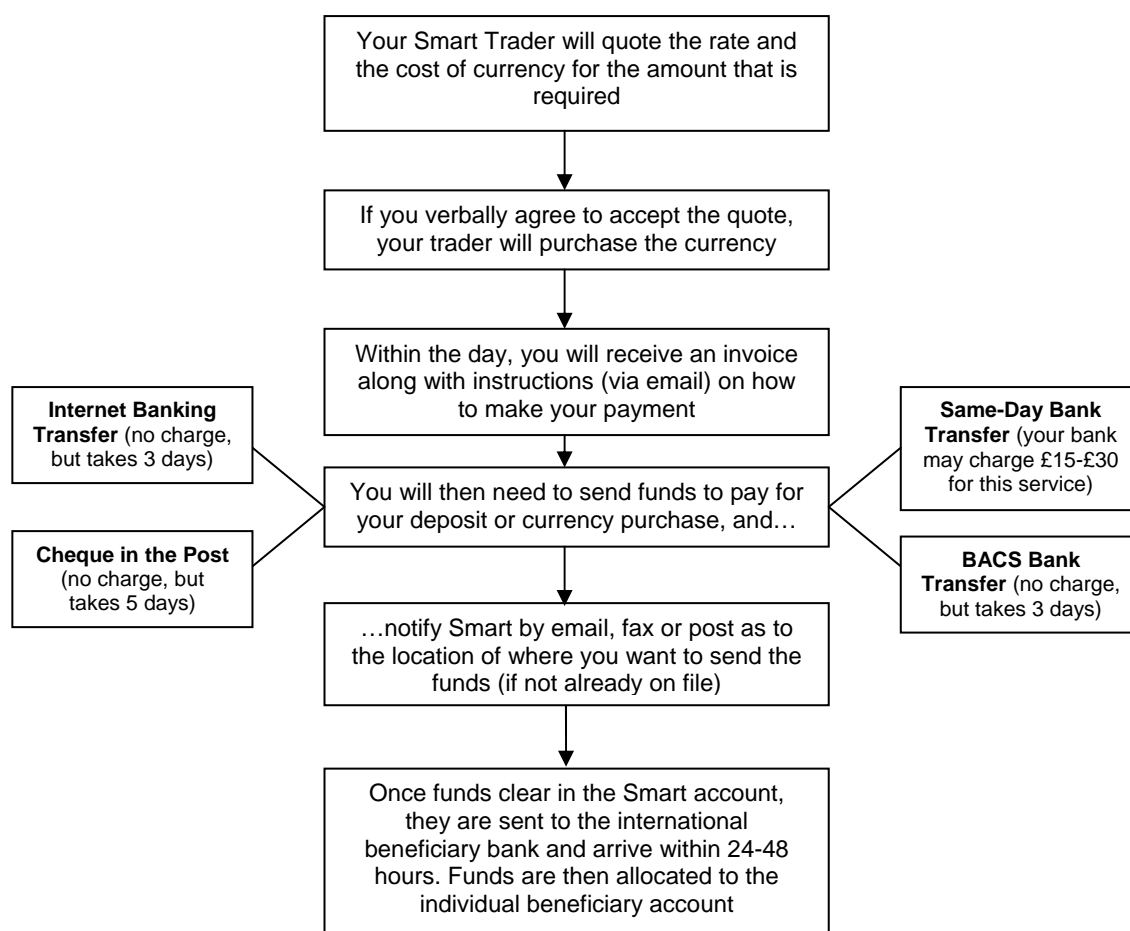 Your Smart Trader will quote the rate and
the cost of currency for the amount that is
required
If you verbally agree to accept the quote,
your trader will purchase the currency
Within the day, you will receive an invoice
along with instructions (via email) on how
to make your payment
Internet Banking
Transfer (no charge,
but takes 3 days)
Same-Day Bank
Transfer (your bank
may charge £15-£30
for this service)
You will then need to send funds to pay for
your deposit or currency purchase, and…
Cheque in the Post
(no charge, but
takes 5 days)
BACS Bank
Transfer (no charge,
but takes 3 days)
…notify Smart by email, fax or post as to
the location of where you want to send the
funds (if not already on file)
Once funds clear in the Smart account,
they are sent to the international
beneficiary bank and arrive within 24-48
hours. Funds are then allocated to the
individual beneficiary account